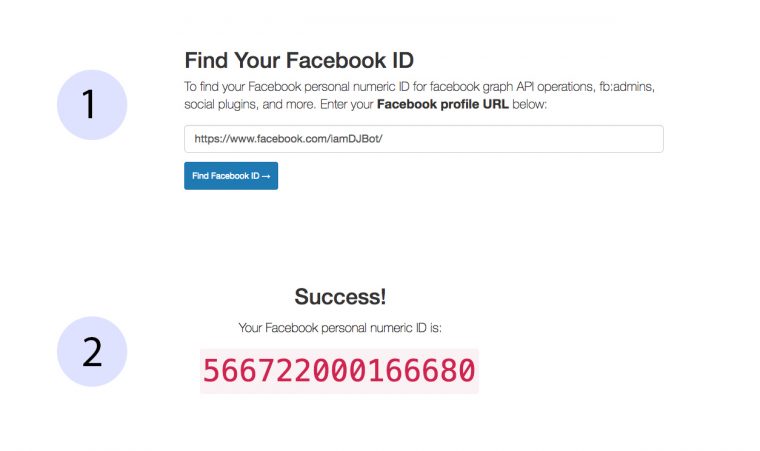 1
Find Your Facebook ID
To find your Facebook personal numeric ID for facebook graph API operations, fb:admins,
social plugins, and more. Enter your Facebook profile URL below:
https://www.facebook.com/iamDJBot/
Find Facebook ID →
2
Success!
Your Facebook personal numeric ID is:
566722000166680